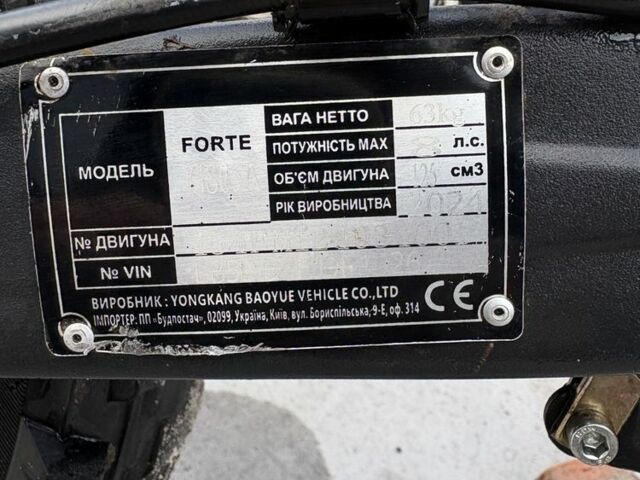 МОДЕЛЬ
FORTE
ВАГА НЕТТО 63kg
ПОТУЖНІСТЬ MAX л.с.
ОБ'ЄМ ДВИГУНА 125 см3
РІК ВИРОБНИЦТВА 2024
№ ДВИГУНА
№ VIN
ВИРОБНИК : YONGKANG BAOYUE VEHICLE CO.,LTD
ІМПОРТЕР: ПП «Будпостач», 02099, Україна, Київ, вул. Бориспільська, 9-Е, оф. 314
CE